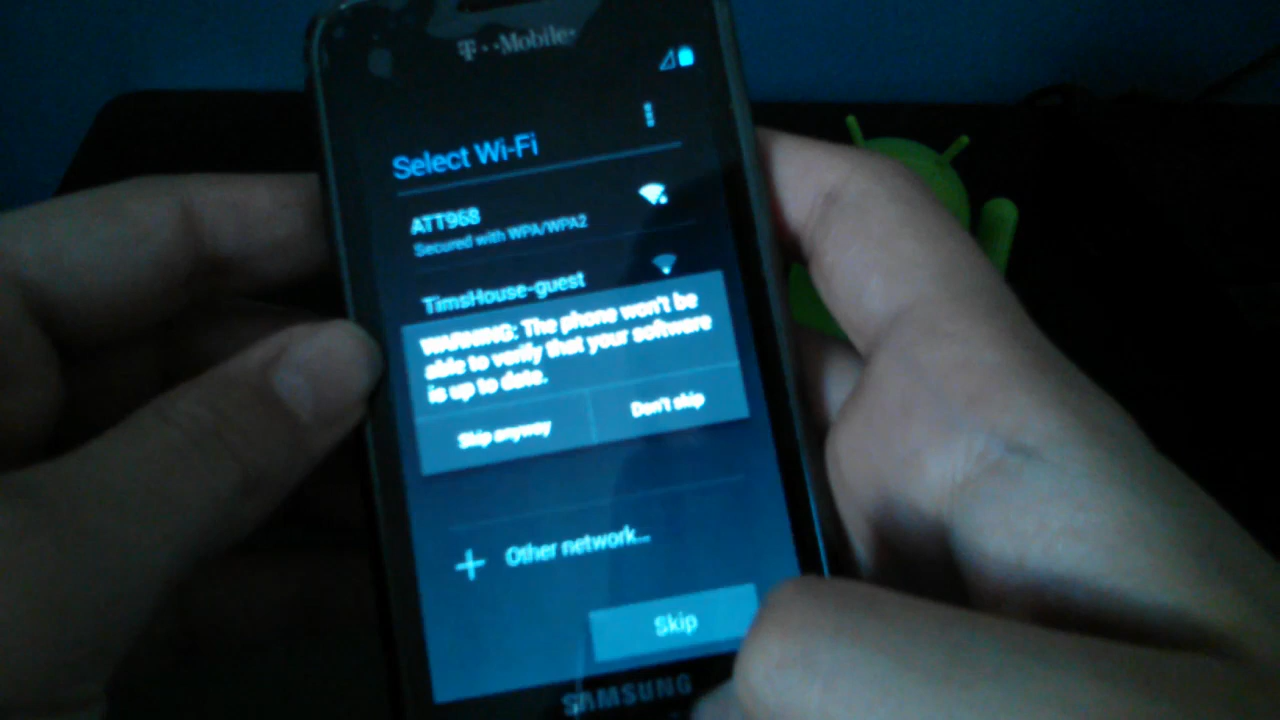 T··Mobile·
Select Wi-Fi
ATT968
Secured with WPA/WPA2
TimsHouse-guest
WARNING: The phone won't be
able to verify that your software
is up to date.
Skip anyway
Don't skip
Other network...
Skip
SAMSUNG